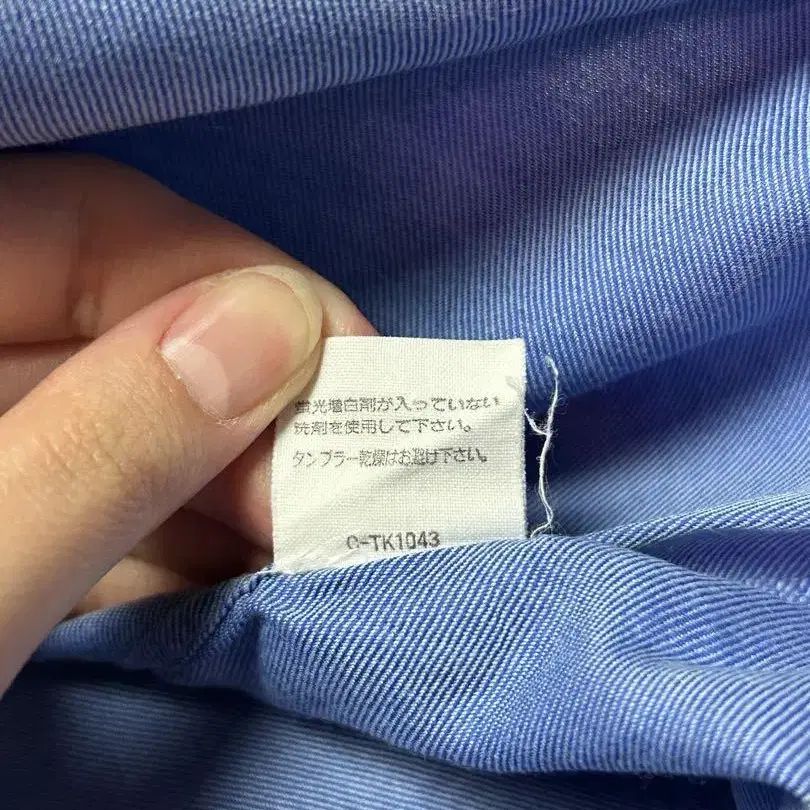 蛍光増白剤が入っていない
洗剤を使用して下さい。
タンブラー乾燥はお避け下さい。
O-TK1043